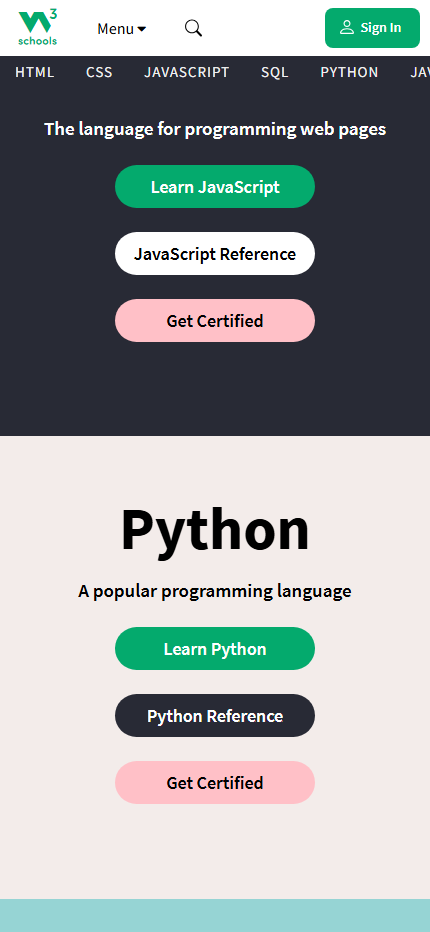 3
schools
Menu
Sign In
HTML CSS JAVASCRIPT SQL PYTHON JAV
The language for programming web pages
Learn JavaScript
JavaScript Reference
Get Certified
Python
A popular programming language
Learn Python
Python Reference
Get Certified